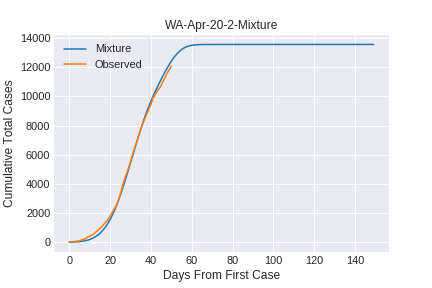 WA-Apr-20-2-Mixture
Mixture
Observed
Cumulative Total Cases
14000
12000
10000
8000
6000
4000
2000
0
0 20 40 60 80 100 120 140
Days From First Case